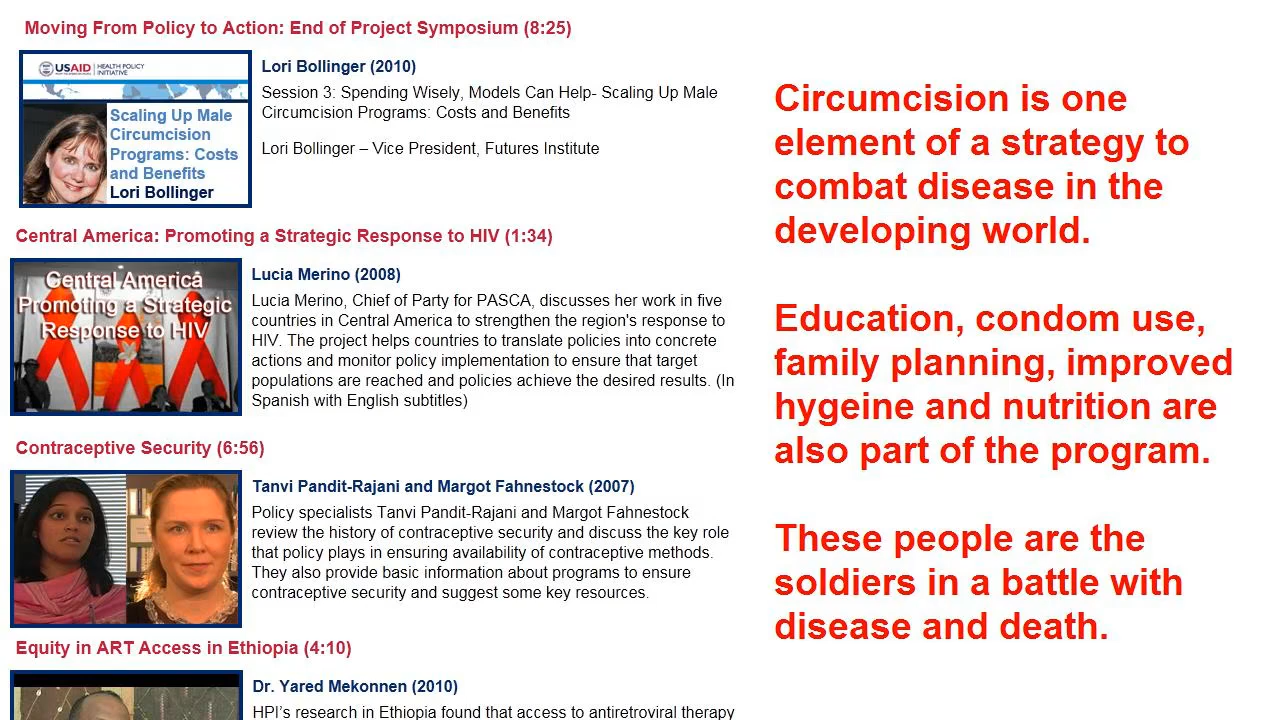 Moving From Policy to Action: End of Project Symposium (8:25)
USAID HEALTH POLICY
INITIATIVE
Scaling Up Male
Circumcision
Programs: Costs
and Benefits
Lori Bollinger
Lori Bollinger (2010)
Session 3: Spending Wisely, Models Can Help- Scaling Up Male
Circumcision Programs: Costs and Benefits
Lori Bollinger – Vice President, Futures Institute
Central America: Promoting a Strategic Response to HIV (1:34)
Central America
Promoting a Strategic
Response to HIV
Lucia Merino (2008)
Lucia Merino, Chief of Party for PASCA, discusses her work in five
countries in Central America to strengthen the region's response to
HIV. The project helps countries to translate policies into concrete
actions and monitor policy implementation to ensure that target
populations are reached and policies achieve the desired results. (In
Spanish with English subtitles)
Contraceptive Security (6:56)
Tanvi Pandit-Rajani and Margot Fahnestock (2007)
Policy specialists Tanvi Pandit-Rajani and Margot Fahnestock
review the history of contraceptive security and discuss the key role
that policy plays in ensuring availability of contraceptive methods.
They also provide basic information about programs to ensure
contraceptive security and suggest some key resources.
Equity in ART Access in Ethiopia (4:10)
Dr. Yared Mekonnen (2010)
HPI's research in Ethiopia found that access to antiretroviral therapy
Circumcision is one
element of a strategy to
combat disease in the
developing world.
Education, condom use,
family planning, improved
hygeine and nutrition are
also part of the program.
These people are the
soldiers in a battle with
disease and death.